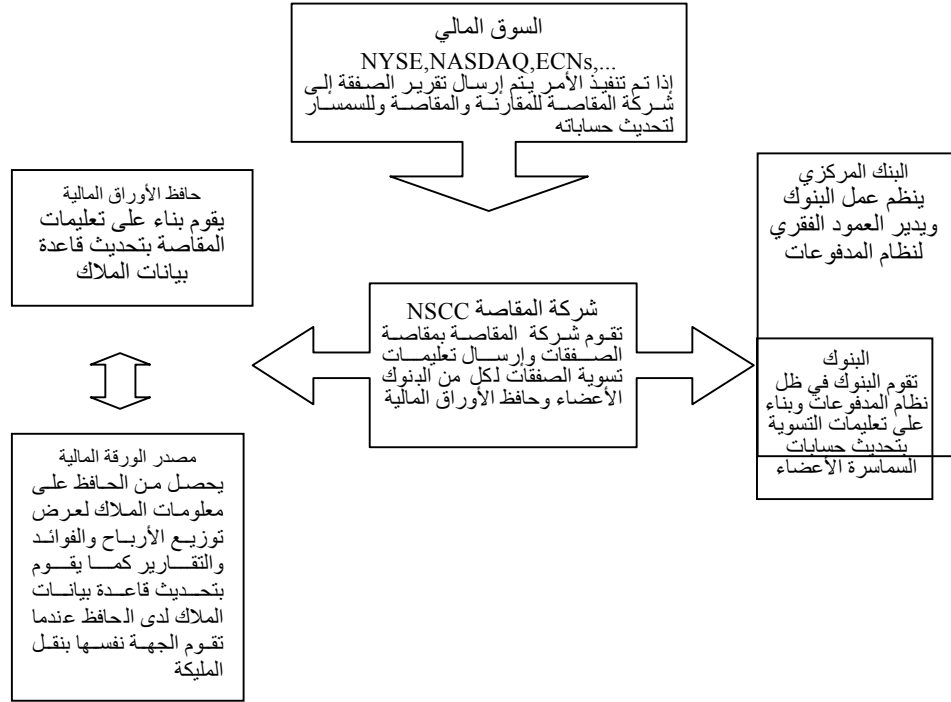 السوق المالي
NYSE,NASDAQ,ECNs,...
إذا تم تنفيذ الأمر يتم إرسال تقرير الصفقة إلى
شركة المقاصة للمقارنة والمقاصة وللسمسار
لتحديث حساباته
البنك المركزي
ينظم عمل البنوك
ويدير العمود الفقري
لنظام المدفوعات
حافظ الأوراق المالية
يقوم بناء على تعليمات
المقاصة بتحديث قاعدة
بيانات الملاك
شركة المقاصة NSCC
تقوم شركة المقاصة بمقاصة
الصفقات وإرسال تعليمات
تسوية الصفقات لكل من البنوك
الأعضاء وحافظ الأوراق المالية
البنوك
تقوم البنوك في ظل
نظام المدفوعات وبناء
على تعليمات التسوية
بتحديث حسابات
السماسرة الأعضاء
مصدر الورقة المالية
يحصل من الحافظ على
معلومات الملاك لغرض
توزيع الأرباح والفوائد
والتقارير كما يقوم
بتحديث قاعدة بيانات
الملاك لدى الحافظ عندما
تقوم الجهة نفسها بنقل
المليكة